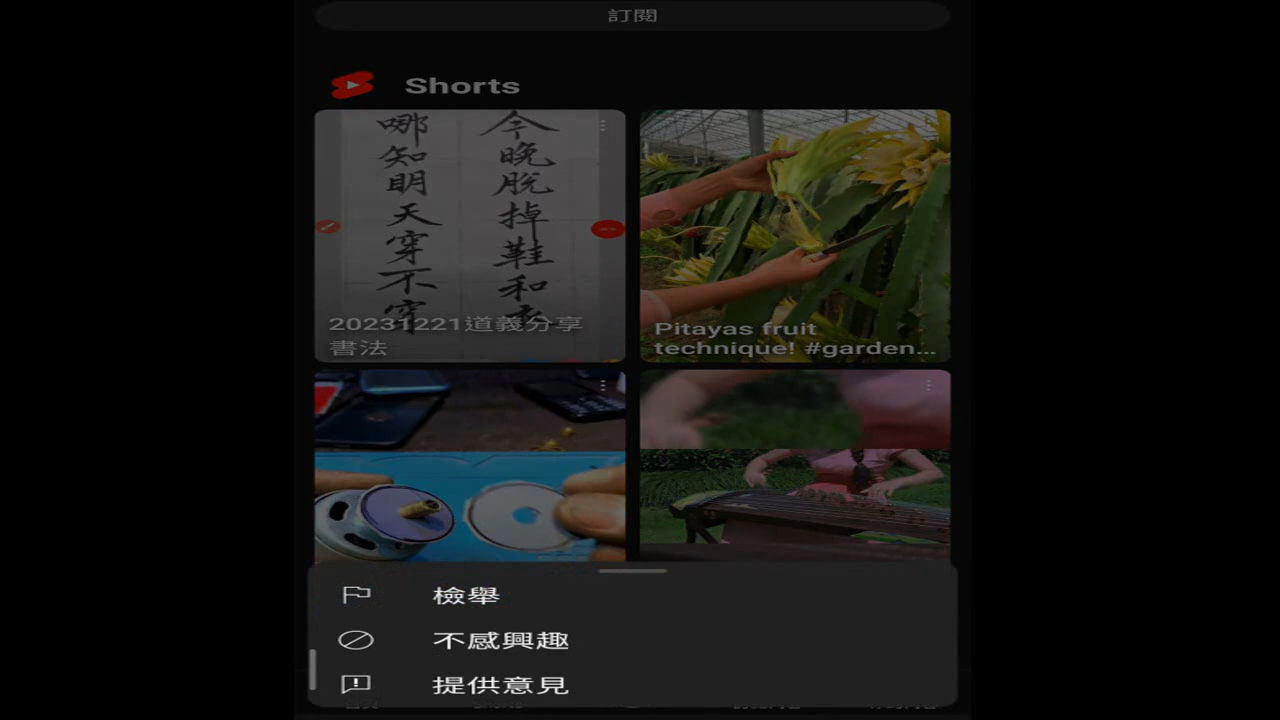 訂閱
Shorts
今晚脫掉鞋和
哪知明天穿不穿
20231221道義分享
書法
Pitayas fruit
technique! #garden...
檢舉
不感興趣
提供意見